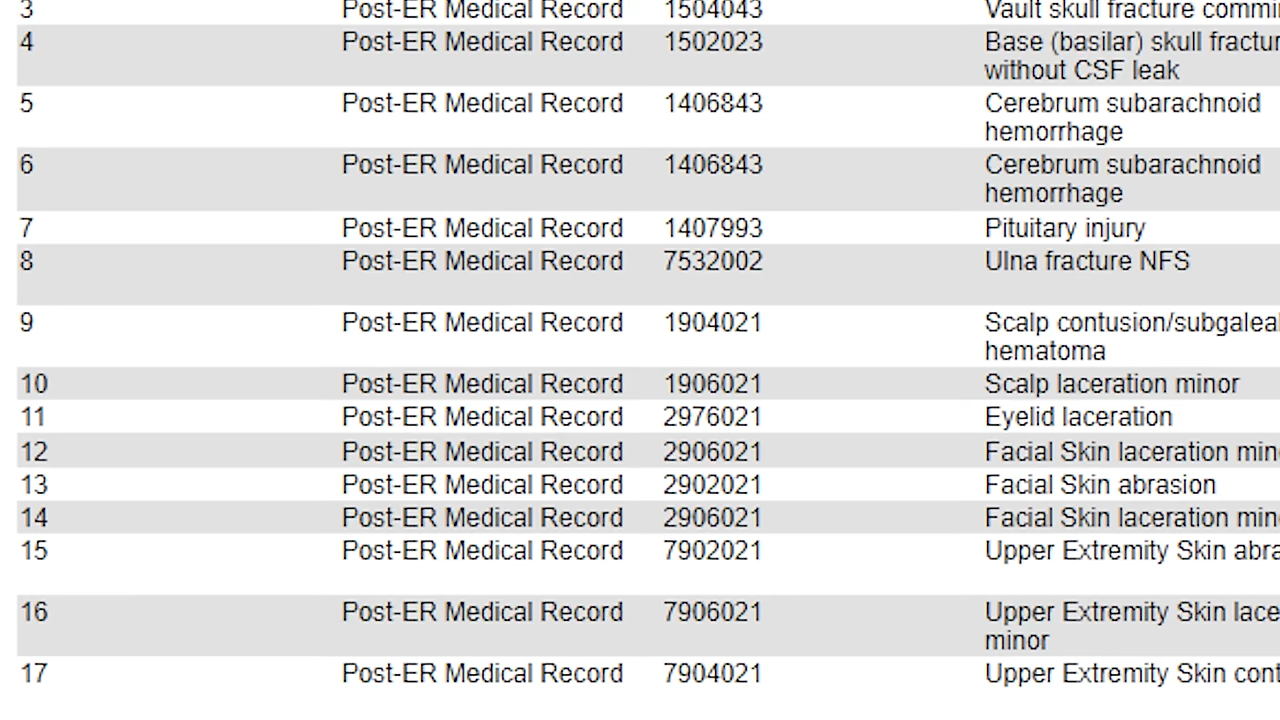 3 Post-ER Medical Record 1504043 Vault skull fracture
4 Post-ER Medical Record 1502023 Base (basilar) skull
without CSF leak
5 Post-ER Medical Record 1406843 Cerebrum subarachnoid
hemorrhage
6 Post-ER Medical Record 1406843 Cerebrum subarachnoid
hemorrhage
7 Post-ER Medical Record 1407993 Pituitary injury
8 Post-ER Medical Record 7532002 Ulna fracture NFS
9 Post-ER Medical Record 1904021 Scalp contusion/subgaleal
hematoma
10 Post-ER Medical Record 1906021 Scalp laceration minor
11 Post-ER Medical Record 2976021 Eyelid laceration
12 Post-ER Medical Record 2906021 Facial Skin laceration
13 Post-ER Medical Record 2902021 Facial Skin abrasion
14 Post-ER Medical Record 2906021 Facial Skin laceration
15 Post-ER Medical Record 7902021 Upper Extremity Skin
16 Post-ER Medical Record 7906021 Upper Extremity Skin
minor
17 Post-ER Medical Record 7904021 Upper Extremity Skin